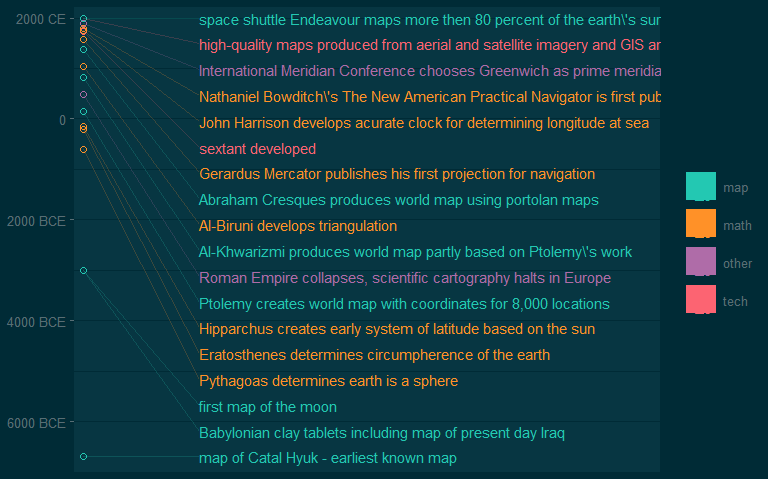 2000 CE
0
2000 BCE
4000 BCE
6000 BCE
space shuttle Endeavour maps more then 80 percent of the earth\'s sur
high-quality maps produced from aerial and satellite imagery and GIS ar
International Meridian Conference chooses Greenwich as prime meridia
Nathaniel Bowditch\'s The New American Practical Navigator is first pub
John Harrison develops acurate clock for determining longitude at sea
sextant developed
Gerardus Mercator publishes his first projection for navigation
Abraham Cresques produces world map using portolan maps
Al-Biruni develops triangulation
Al-Khwarizmi produces world map partly based on Ptolemy\'s work
Roman Empire collapses, scientific cartography halts in Europe
Ptolemy creates world map with coordinates for 8,000 locations
Hipparchus creates early system of latitude based on the sun
Eratosthenes determines circumpherence of the earth
Pythagoas determines earth is a sphere
first map of the moon
Babylonian clay tablets including map of present day Iraq
map of Catal Hyuk - earliest known map
map
math
other
tech